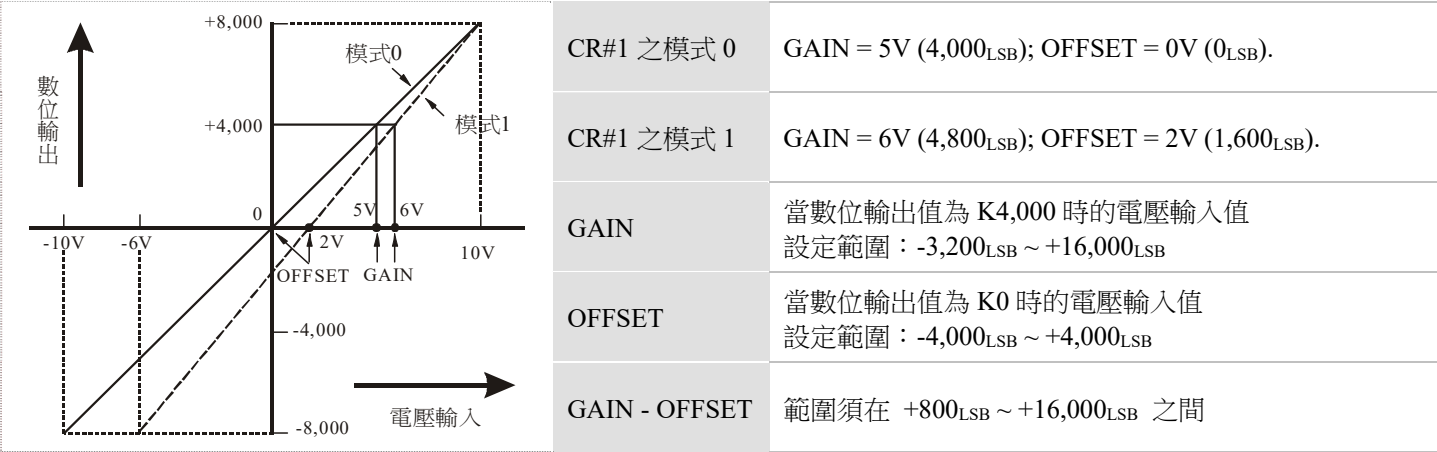 +8,000
模式0
數位輸出
+4,000
模式1
0
5V
6V
-10V
-6V
2V
10V
OFFSET
GAIN
-4,000
電壓輸入
-8,000
CR#1 之模式 0
GAIN = 5V (4,000LSB); OFFSET = 0V (0LSB).
CR#1 之模式 1
GAIN = 6V (4,800LSB); OFFSET = 2V (1,600LSB).
GAIN
當數位輸出值為 K4,000 時的電壓輸入值
設定範圍：-3,200LSB ~ +16,000LSB
OFFSET
當數位輸出值為 K0 時的電壓輸入值
設定範圍：-4,000LSB ~ +4,000LSB
GAIN - OFFSET
範圍須在 +800LSB ~ +16,000LSB 之間